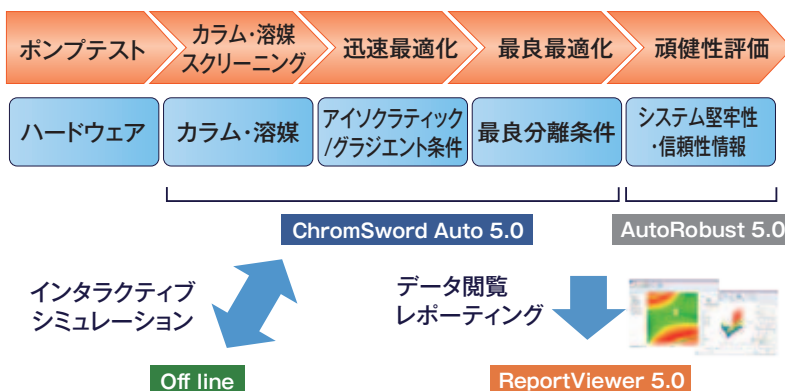 ポンプテスト
カラム・溶媒
スクリーニング
迅速最適化
最良最適化
頑健性評価
ハードウェア
カラム・溶媒
アイソクラティック
/グラジエント条件
最良分離条件
システム堅牢性
・信頼性情報
ChromSword Auto 5.0
AutoRobust 5.0
インタラクティブ
シミュレーション
データ閲覧
レポーティング
Off line
ReportViewer 5.0